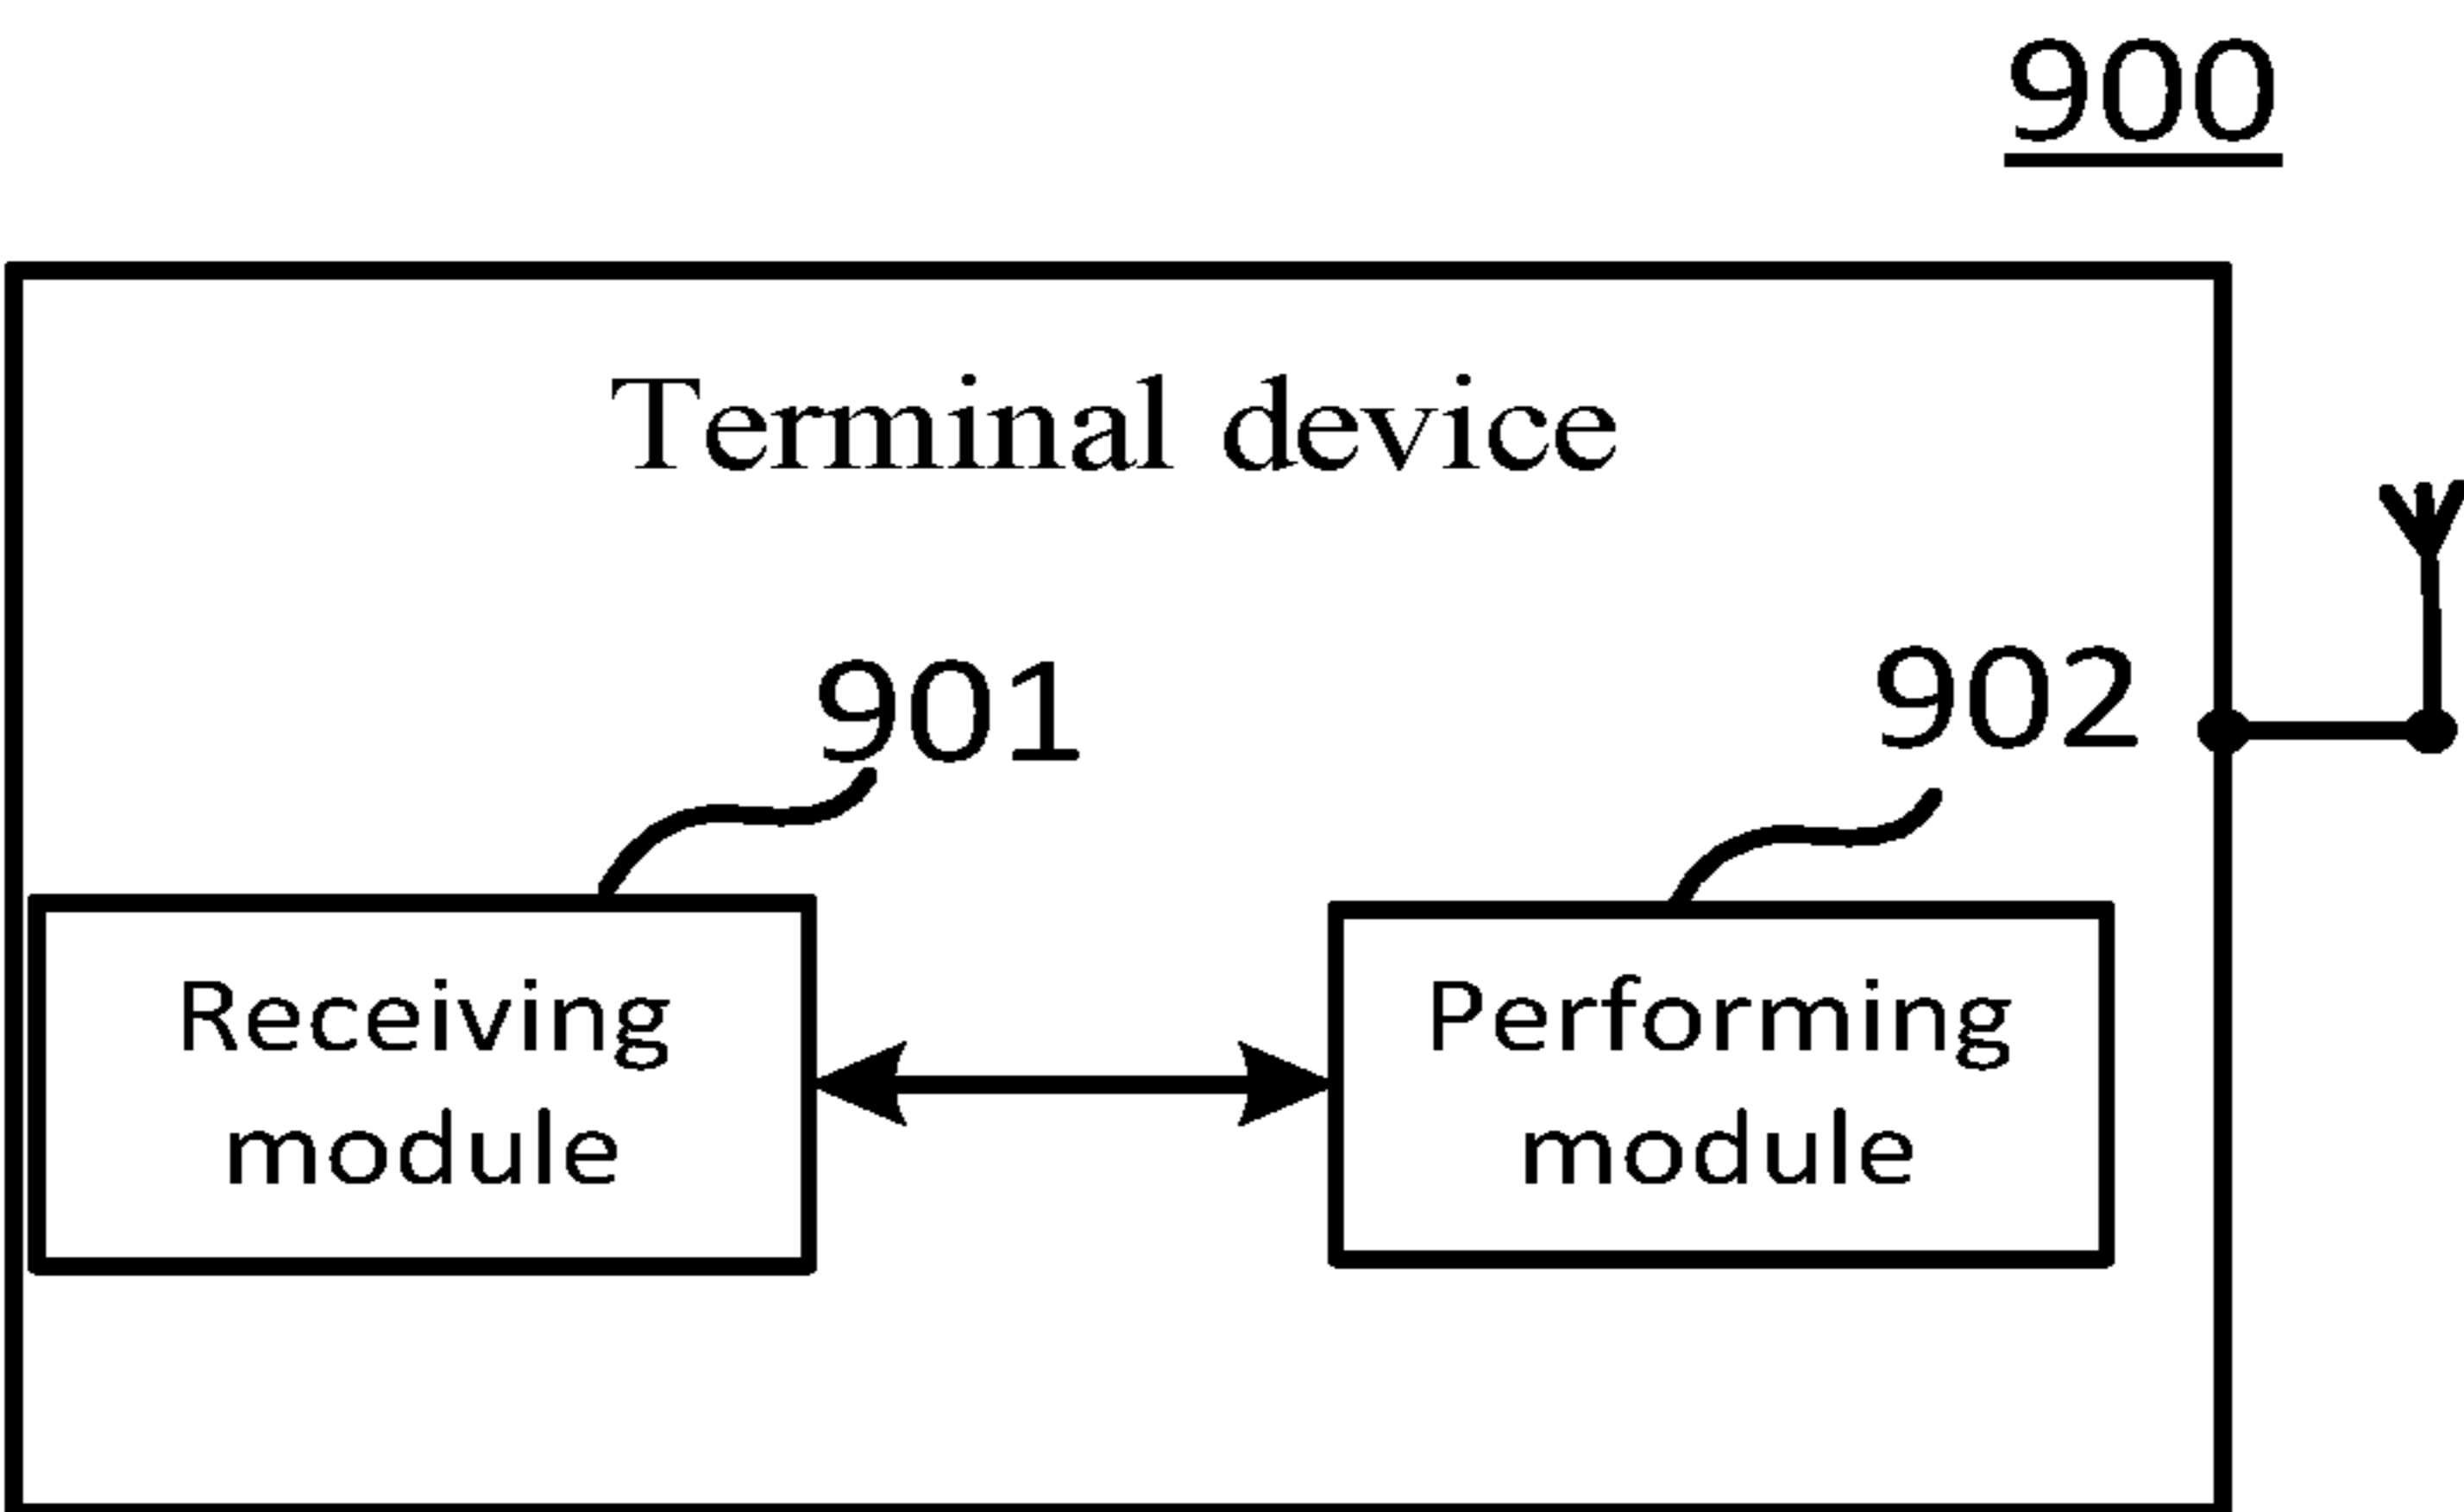 900
Terminal device
901
902
Receiving
module
Performing
module